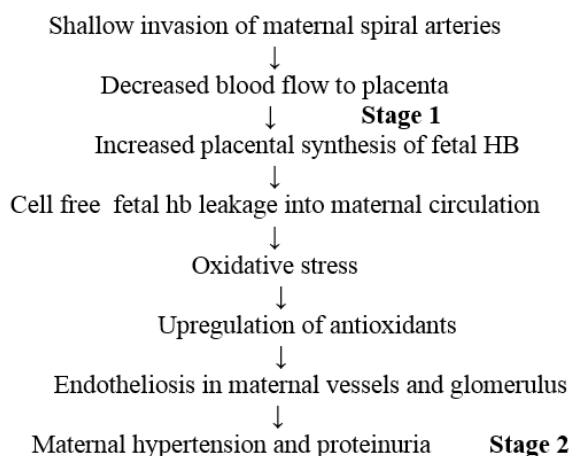 Shallow invasion of maternal spiral arteries
↓
Decreased blood flow to placenta
↓ Stage 1
Increased placental synthesis of fetal HB
↓
Cell free fetal hb leakage into maternal circulation
↓
Oxidative stress
↓
Upregulation of antioxidants
↓
Endotheliosis in maternal vessels and glomerulus
↓
Maternal hypertension and proteinuria Stage 2